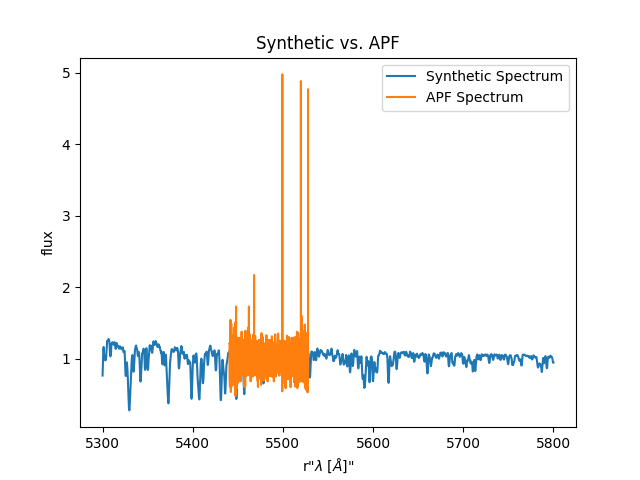 Synthetic vs. APF
Synthetic Spectrum
APF Spectrum
5
4
3
2
1
flux
5300 5400 5500 5600 5700 5800
r"λ [Å]"